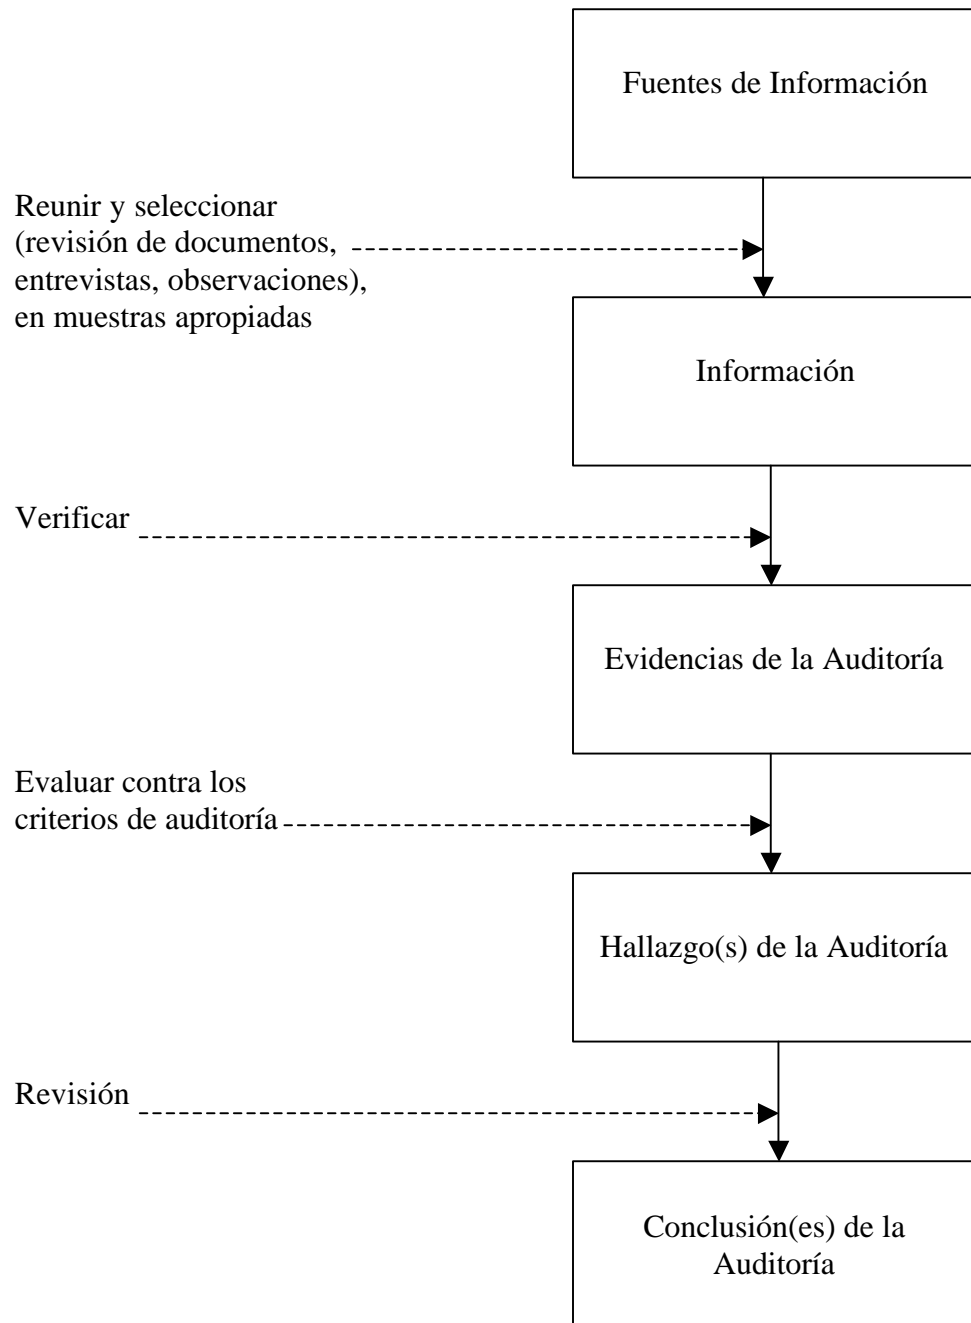 Fuentes de Información
Reunir y seleccionar
(revisión de documentos,
entrevistas, observaciones),
en muestras apropiadas
Información
Verificar
Evidencias de la Auditoría
Evaluar contra los
criterios de auditoría
Hallazgo(s) de la Auditoría
Revisión
Conclusión(es) de la
Auditoría